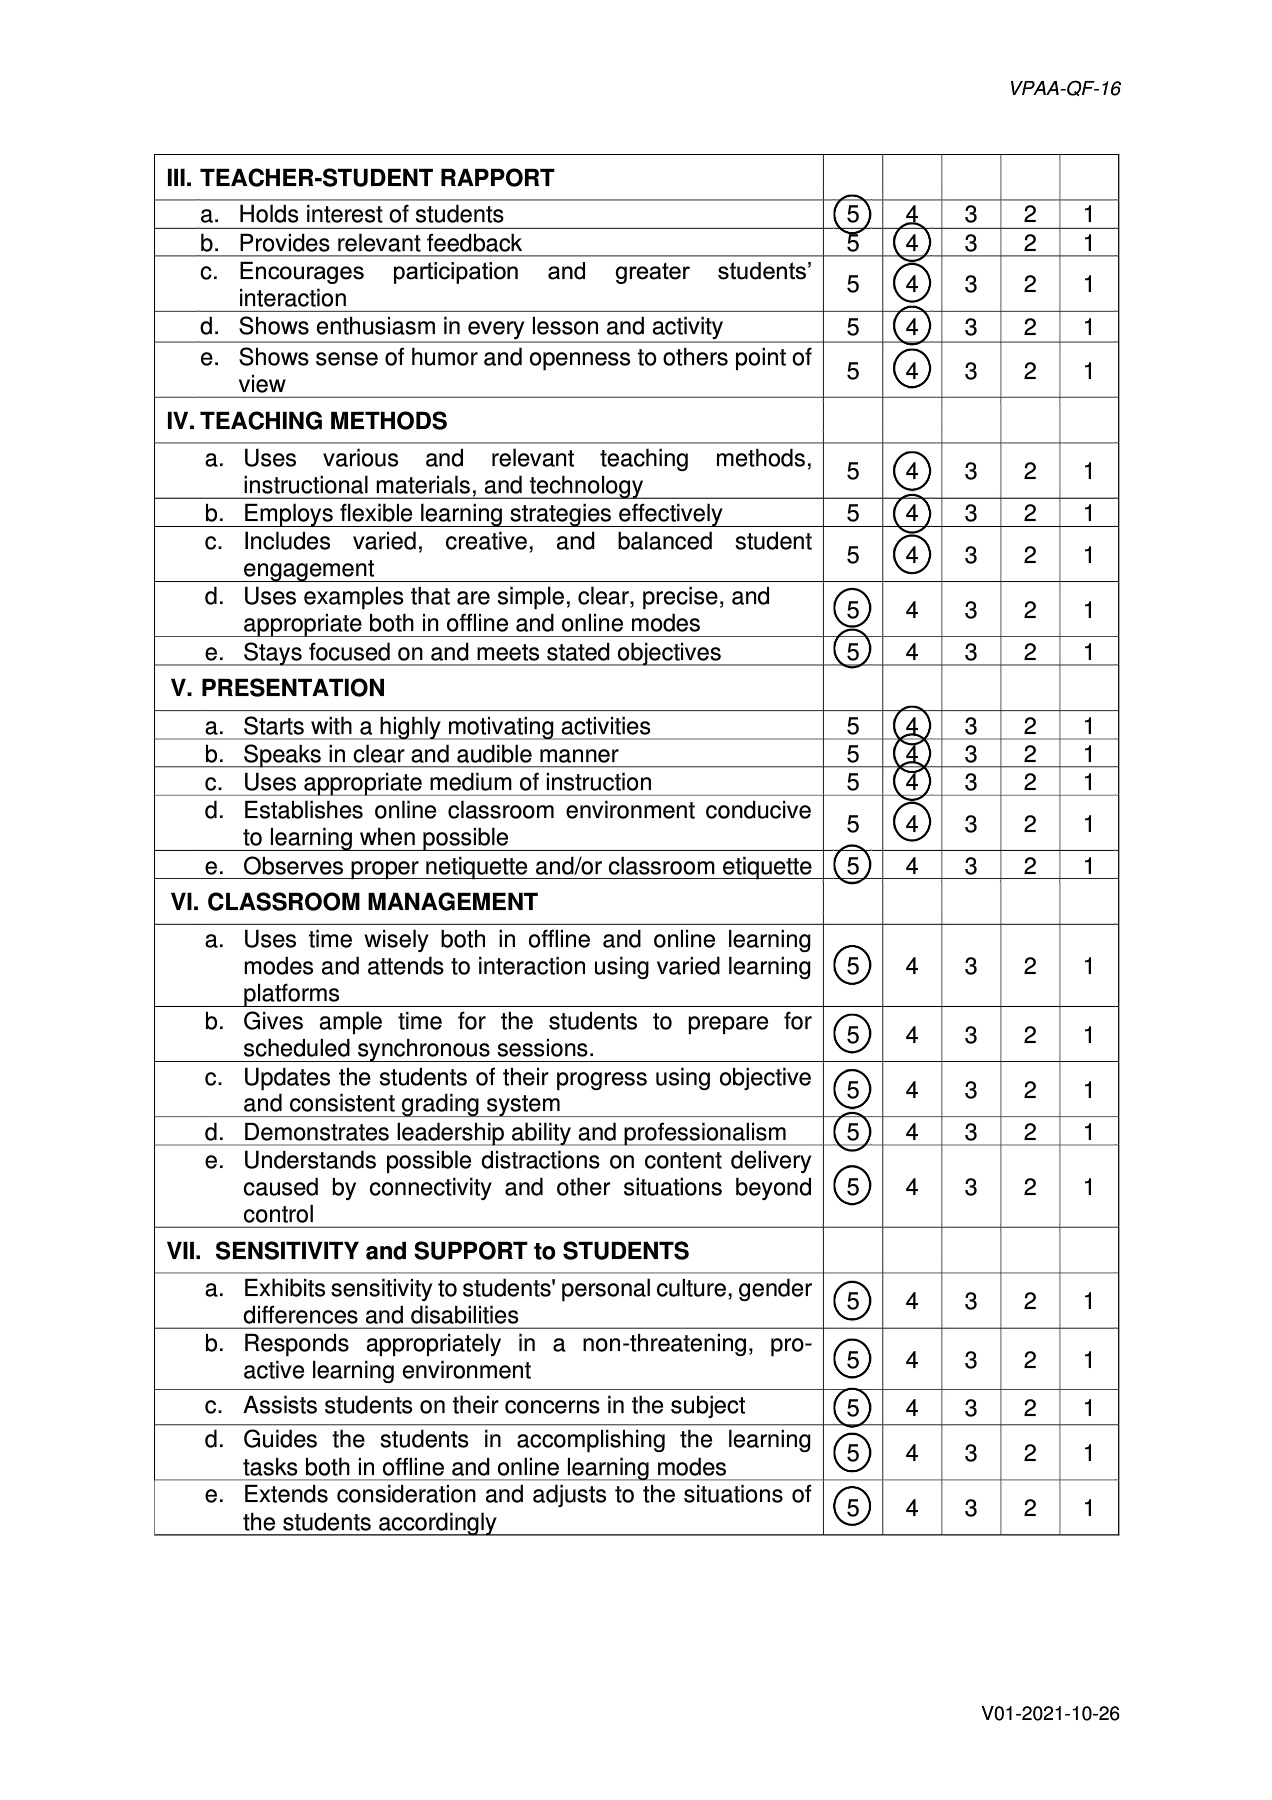 VPAA-QF-16
III. TEACHER-STUDENT RAPPORT
a. Holds interest of students 5 4 3 2 1
b. Provides relevant feedback 5 4 3 2 1
c. Encourages participation and greater students’
interaction 5 4 3 2 1
d. Shows enthusiasm in every lesson and activity 5 4 3 2 1
e. Shows sense of humor and openness to others point of
view 5 4 3 2 1
IV. TEACHING METHODS
a. Uses various and relevant teaching methods,
instructional materials, and technology 5 4 3 2 1
b. Employs flexible learning strategies effectively 5 4 3 2 1
c. Includes varied, creative, and balanced student
engagement 5 4 3 2 1
d. Uses examples that are simple, clear, precise, and
appropriate both in offline and online modes 5 4 3 2 1
e. Stays focused on and meets stated objectives 5 4 3 2 1
V. PRESENTATION
a. Starts with a highly motivating activities 5 4 3 2 1
b. Speaks in clear and audible manner 5 4 3 2 1
c. Uses appropriate medium of instruction 5 4 3 2 1
d. Establishes online classroom environment conducive
to learning when possible 5 4 3 2 1
e. Observes proper netiquette and/or classroom etiquette 5 4 3 2 1
VI. CLASSROOM MANAGEMENT
a. Uses time wisely both in offline and online learning
modes and attends to interaction using varied learning
platforms 5 4 3 2 1
b. Gives ample time for the students to prepare for
scheduled synchronous sessions. 5 4 3 2 1
c. Updates the students of their progress using objective
and consistent grading system 5 4 3 2 1
d. Demonstrates leadership ability and professionalism 5 4 3 2 1
e. Understands possible distractions on content delivery
caused by connectivity and other situations beyond
control 5 4 3 2 1
VII. SENSITIVITY and SUPPORT to STUDENTS
a. Exhibits sensitivity to students' personal culture, gender
differences and disabilities 5 4 3 2 1
b. Responds appropriately in a non-threatening, pro-
active learning environment 5 4 3 2 1
c. Assists students on their concerns in the subject 5 4 3 2 1
d. Guides the students in accomplishing the learning
tasks both in offline and online learning modes 5 4 3 2 1
e. Extends consideration and adjusts to the situations of
the students accordingly 5 4 3 2 1
V01-2021-10-26